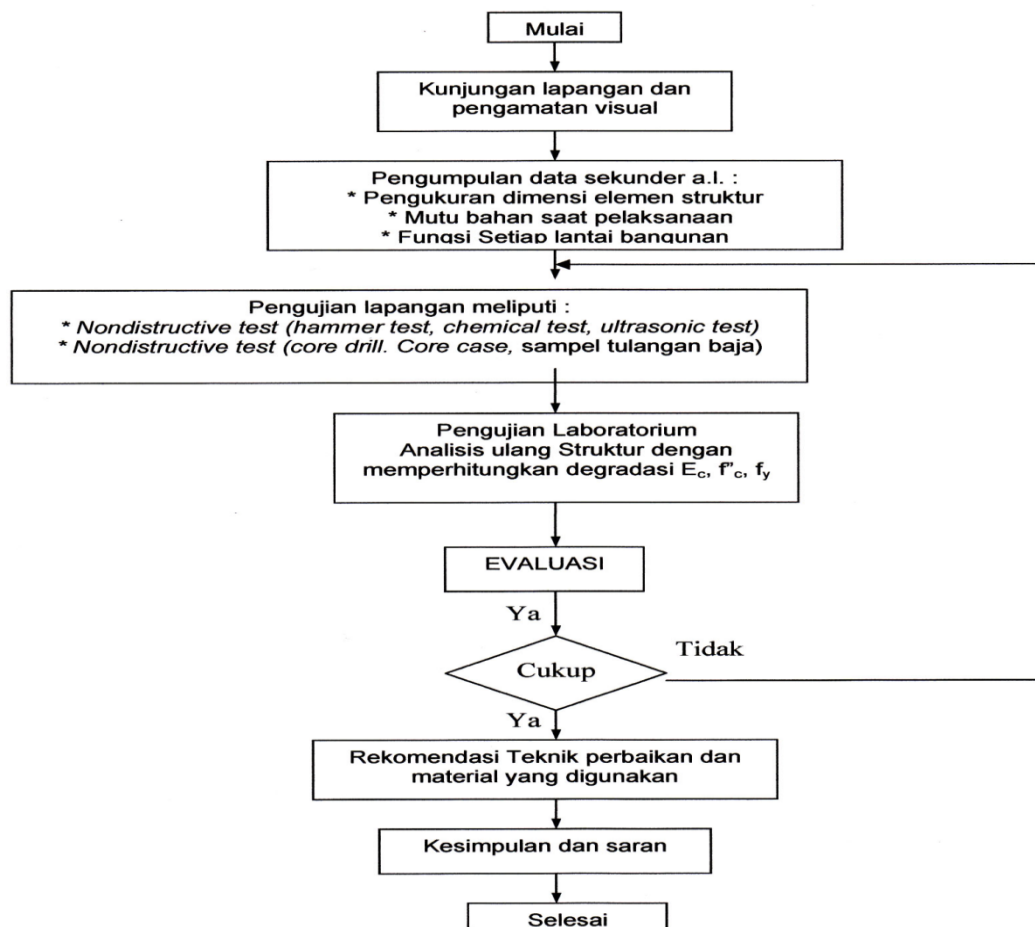 Mulai
Kunjungan lapangan dan
pengamatan visual
Pengumpulan data sekunder a.l. :
* Pengukuran dimensi elemen struktur
* Mutu bahan saat pelaksanaan
* Fungsi Setiap lantai bangunan
Pengujian lapangan meliputi :
* Nondistructive test (hammer test, chemical test, ultrasonic test)
* Nondistructive test (core drill. Core case, sampel tulangan baja)
Pengujian Laboratorium
Analisis ulang Struktur dengan
memperhitungkan degradasi Ec, f"c, fy
EVALUASI
Ya
Cukup
Tidak
Ya
Rekomendasi Teknik perbaikan dan
material yang digunakan
Kesimpulan dan saran
Selesai